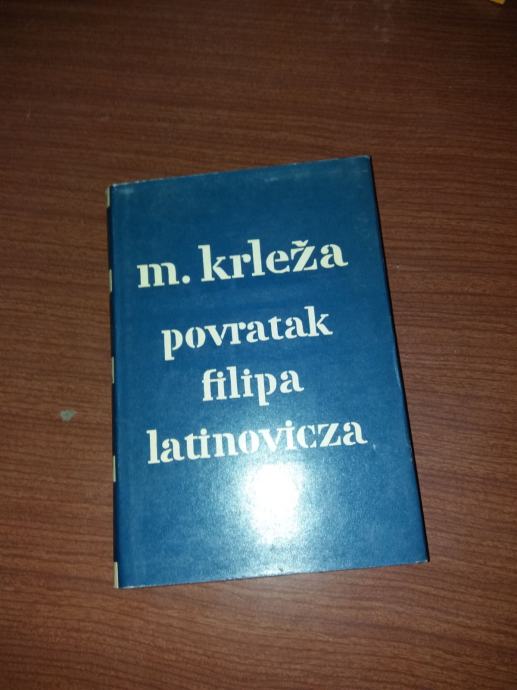 m. krleža
povratak
filipa
latinovicza